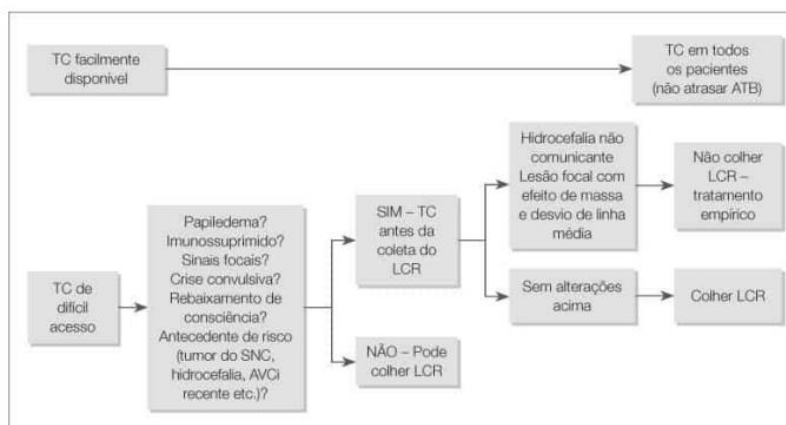 TC facilmente
disponível
TC em todos
os pacientes
(não atrasar ATB)
TC de
difícil
acesso
Papiledema?
Imunossuprimido?
Sinais focais?
Crise convulsiva?
Rebaixamento de
consciência?
Antecedente de risco
(tumor do SNC,
hidrocefalia, AVCi
recente etc.)?
SIM – TC
antes da
coleta do
LCR
NÃO – Pode
colher LCR
Hidrocefalia não
comunicante
Lesão focal com
efeito de massa
e desvio de linha
média
Não colher
LCR –
tratamento
empírico
Sem alterações
acima
Colher LCR